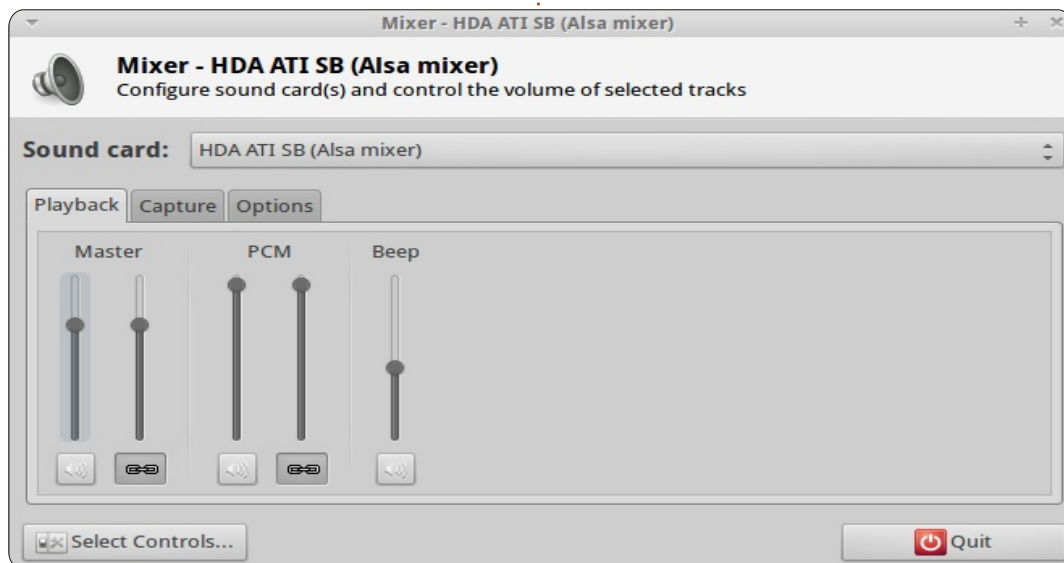 Mixer - HDA ATI SB (Alsa mixer)
Mixer - HDA ATI SB (Alsa mixer)
Configure sound card(s) and control the volume of selected tracks
Sound card: HDA ATI SB (Alsa mixer)
Playback Capture Options
Master PCM Beep
Select Controls... Quit